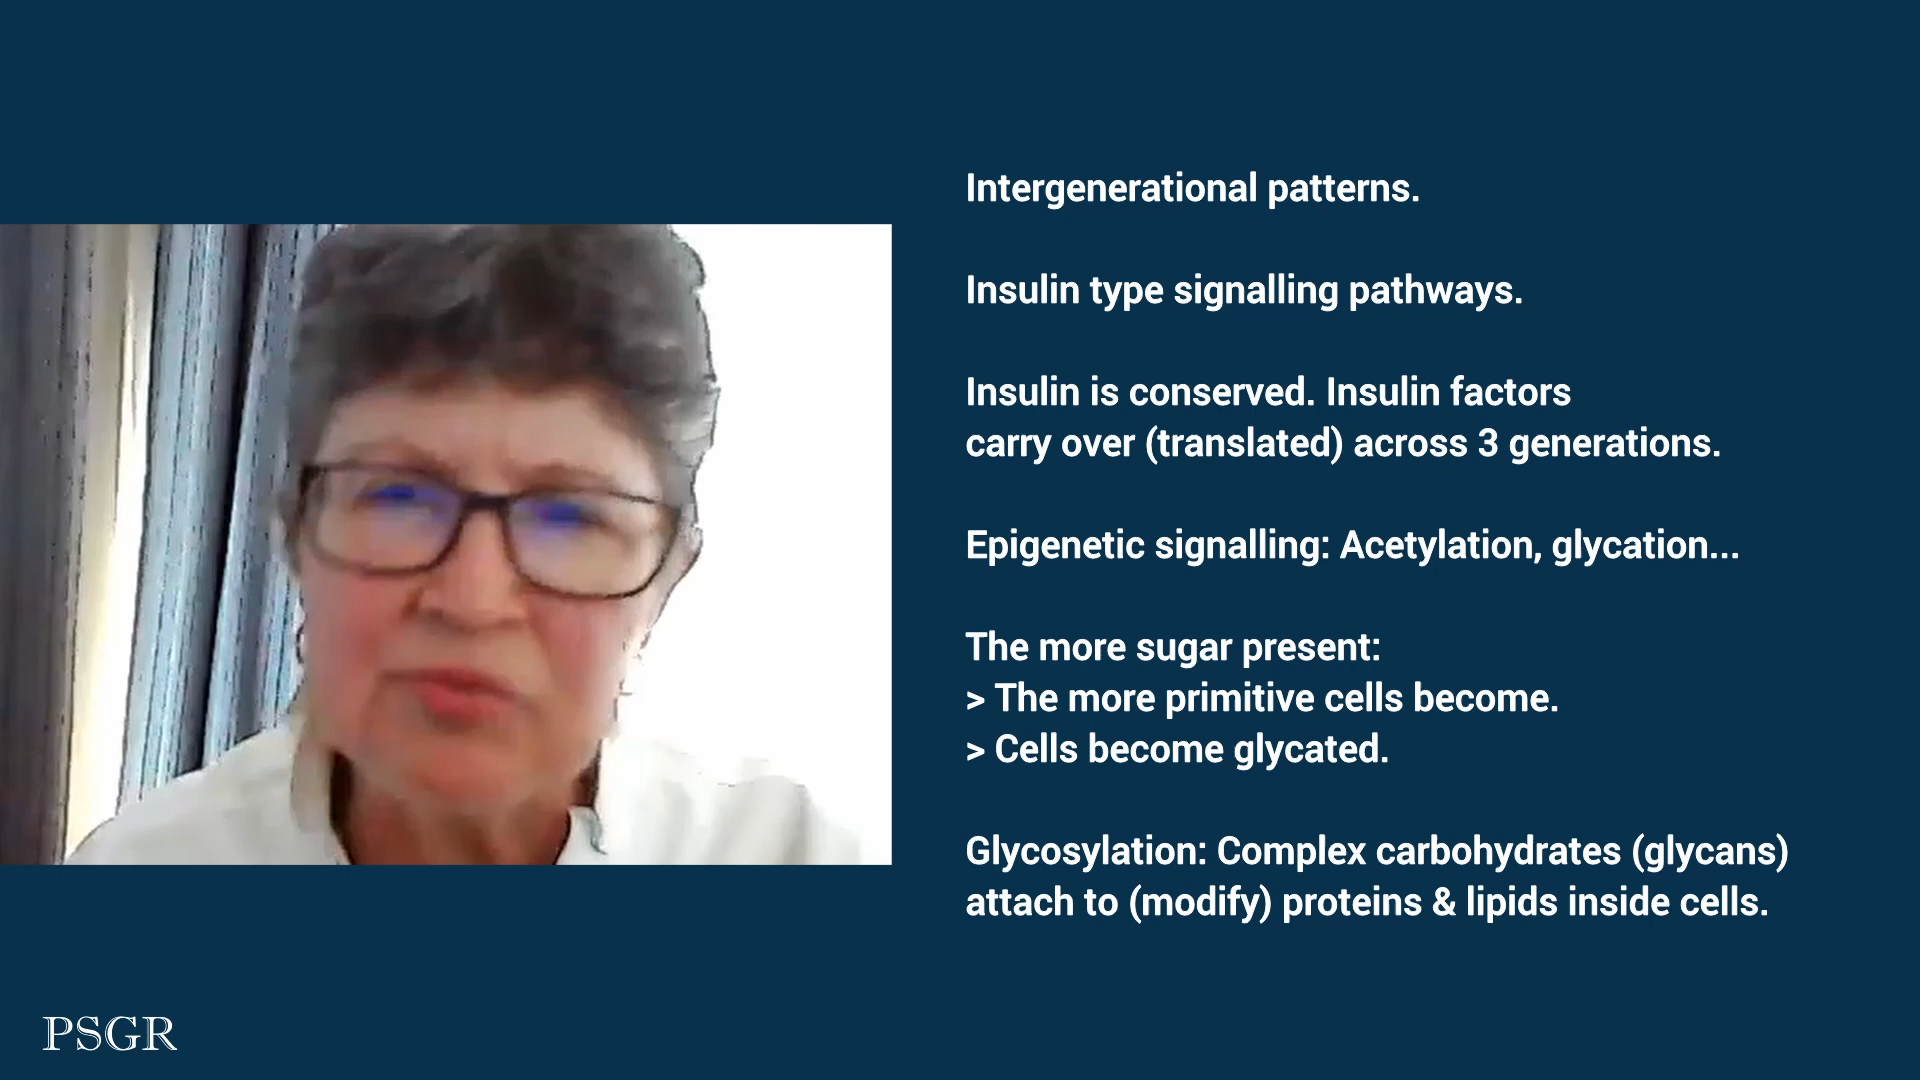 Intergenerational patterns.
Insulin type signalling pathways.
Insulin is conserved. Insulin factors
carry over (translated) across 3 generations.
Epigenetic signalling: Acetylation, glycation...
The more sugar present:
> The more primitive cells become.
> Cells become glycated.
Glycosylation: Complex carbohydrates (glycans)
attach to (modify) proteins & lipids inside cells.
PSGR